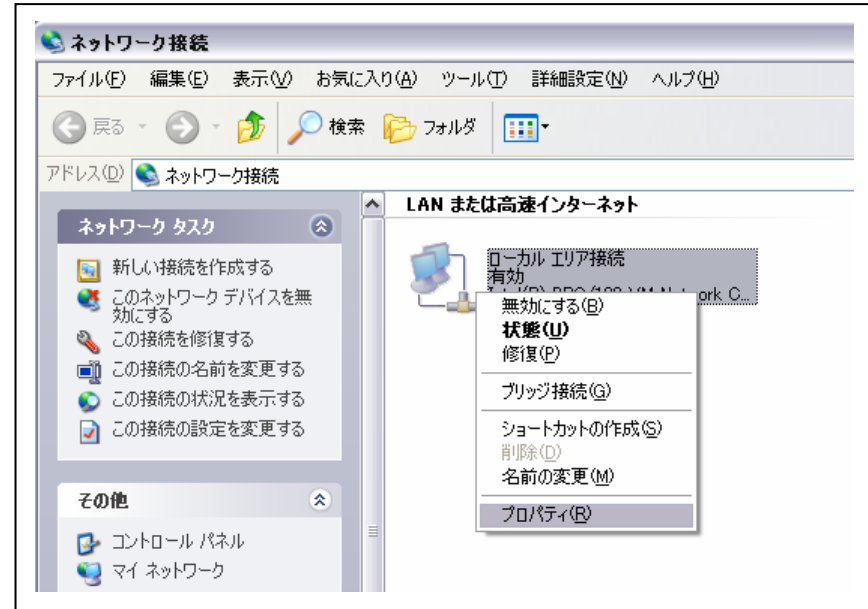 ネットワーク接続
ファイル(F) 編集(E) 表示(V) お気に入り(A) ツール(T) 詳細設定(N) ヘルプ(H)
戻る 検索 フォルダ
アドレス(D) ネットワーク接続
ネットワーク タスク
新しい接続を作成する
このネットワーク デバイスを無
効にする
この接続を修復する
この接続の名前を変更する
この接続の状況を表示する
この接続の設定を変更する
その他
コントロール パネル
マイ ネットワーク
LAN または高速インターネット
ローカル エリア接続
有効
ork C...
無効にする(B)
状態(U)
修復(P)
ブリッジ接続(G)
ショートカットの作成(S)
削除(D)
名前の変更(M)
プロパティ(R)